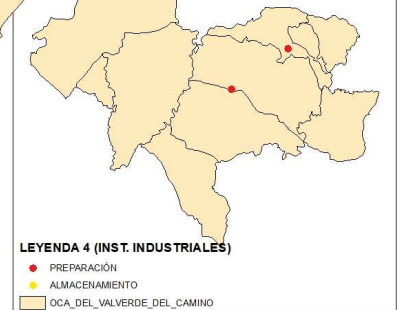 LEYENDA 4 (INST. INDUSTRIALES)
PREPARACIÓN
ALMACENAMIENTO
OCA_DEL_VALVERDE_DEL_CAMINO